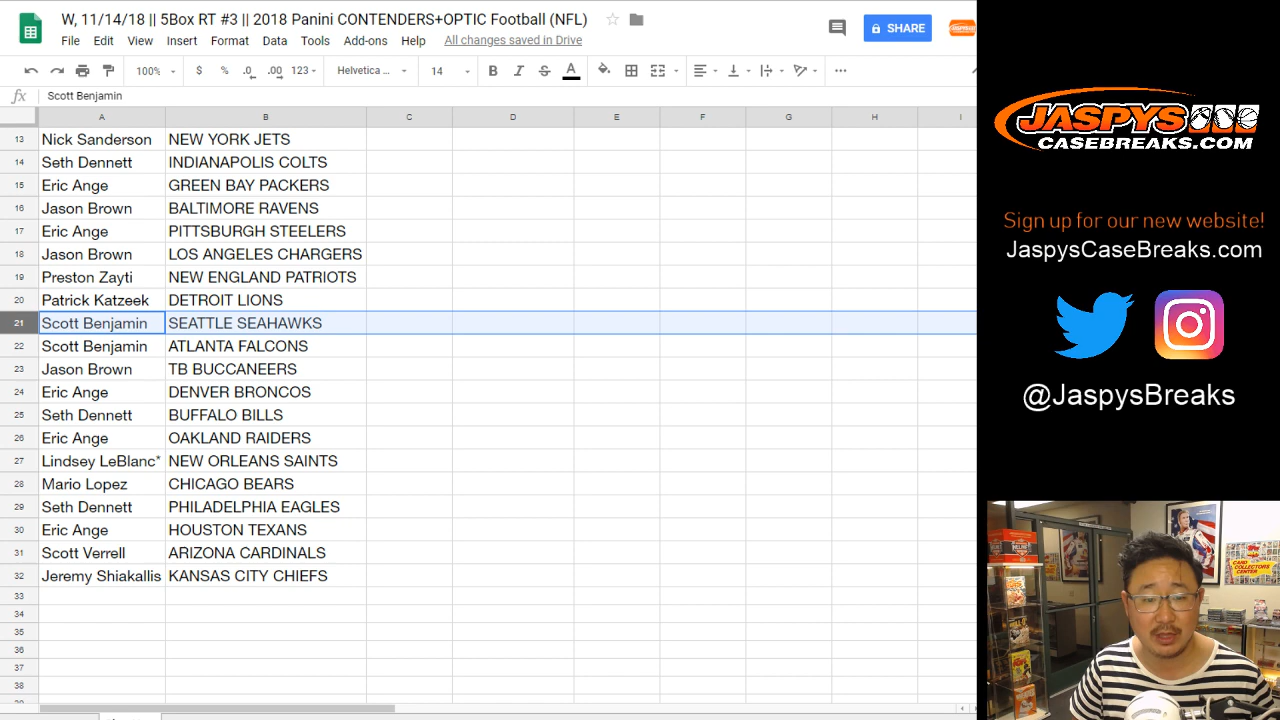 W, 11/14/18 || 5Box RT #3 || 2018 Panini CONTENDERS+OPTIC Football (NFL)
File Edit View Insert Format Data Tools Add-ons Help All changes saved in Drive
SHARE
100% $ % .0 .00 123 Helvetica ... 14 B I S A
fx Scott Benjamin
A B C D E F G H I
13 Nick Sanderson NEW YORK JETS
14 Seth Dennett INDIANAPOLIS COLTS
15 Eric Ange GREEN BAY PACKERS
16 Jason Brown BALTIMORE RAVENS
17 Eric Ange PITTSBURGH STEELERS
18 Jason Brown LOS ANGELES CHARGERS
19 Preston Zayti NEW ENGLAND PATRIOTS
20 Patrick Katzeek DETROIT LIONS
21 Scott Benjamin SEATTLE SEAHAWKS
22 Scott Benjamin ATLANTA FALCONS
23 Jason Brown TB BUCCANEERS
24 Eric Ange DENVER BRONCOS
25 Seth Dennett BUFFALO BILLS
26 Eric Ange OAKLAND RAIDERS
27 Lindsey LeBlanc* NEW ORLEANS SAINTS
28 Mario Lopez CHICAGO BEARS
29 Seth Dennett PHILADELPHIA EAGLES
30 Eric Ange HOUSTON TEXANS
31 Scott Verrell ARIZONA CARDINALS
32 Jeremy Shiakallis KANSAS CITY CHIEFS
33
34
35
36
37
38
JASPYS
CASEBREAKS.COM
Sign up for our new website!
JaspysCaseBreaks.com
@JaspysBreaks
CARD
COLLECTORS
CENTER